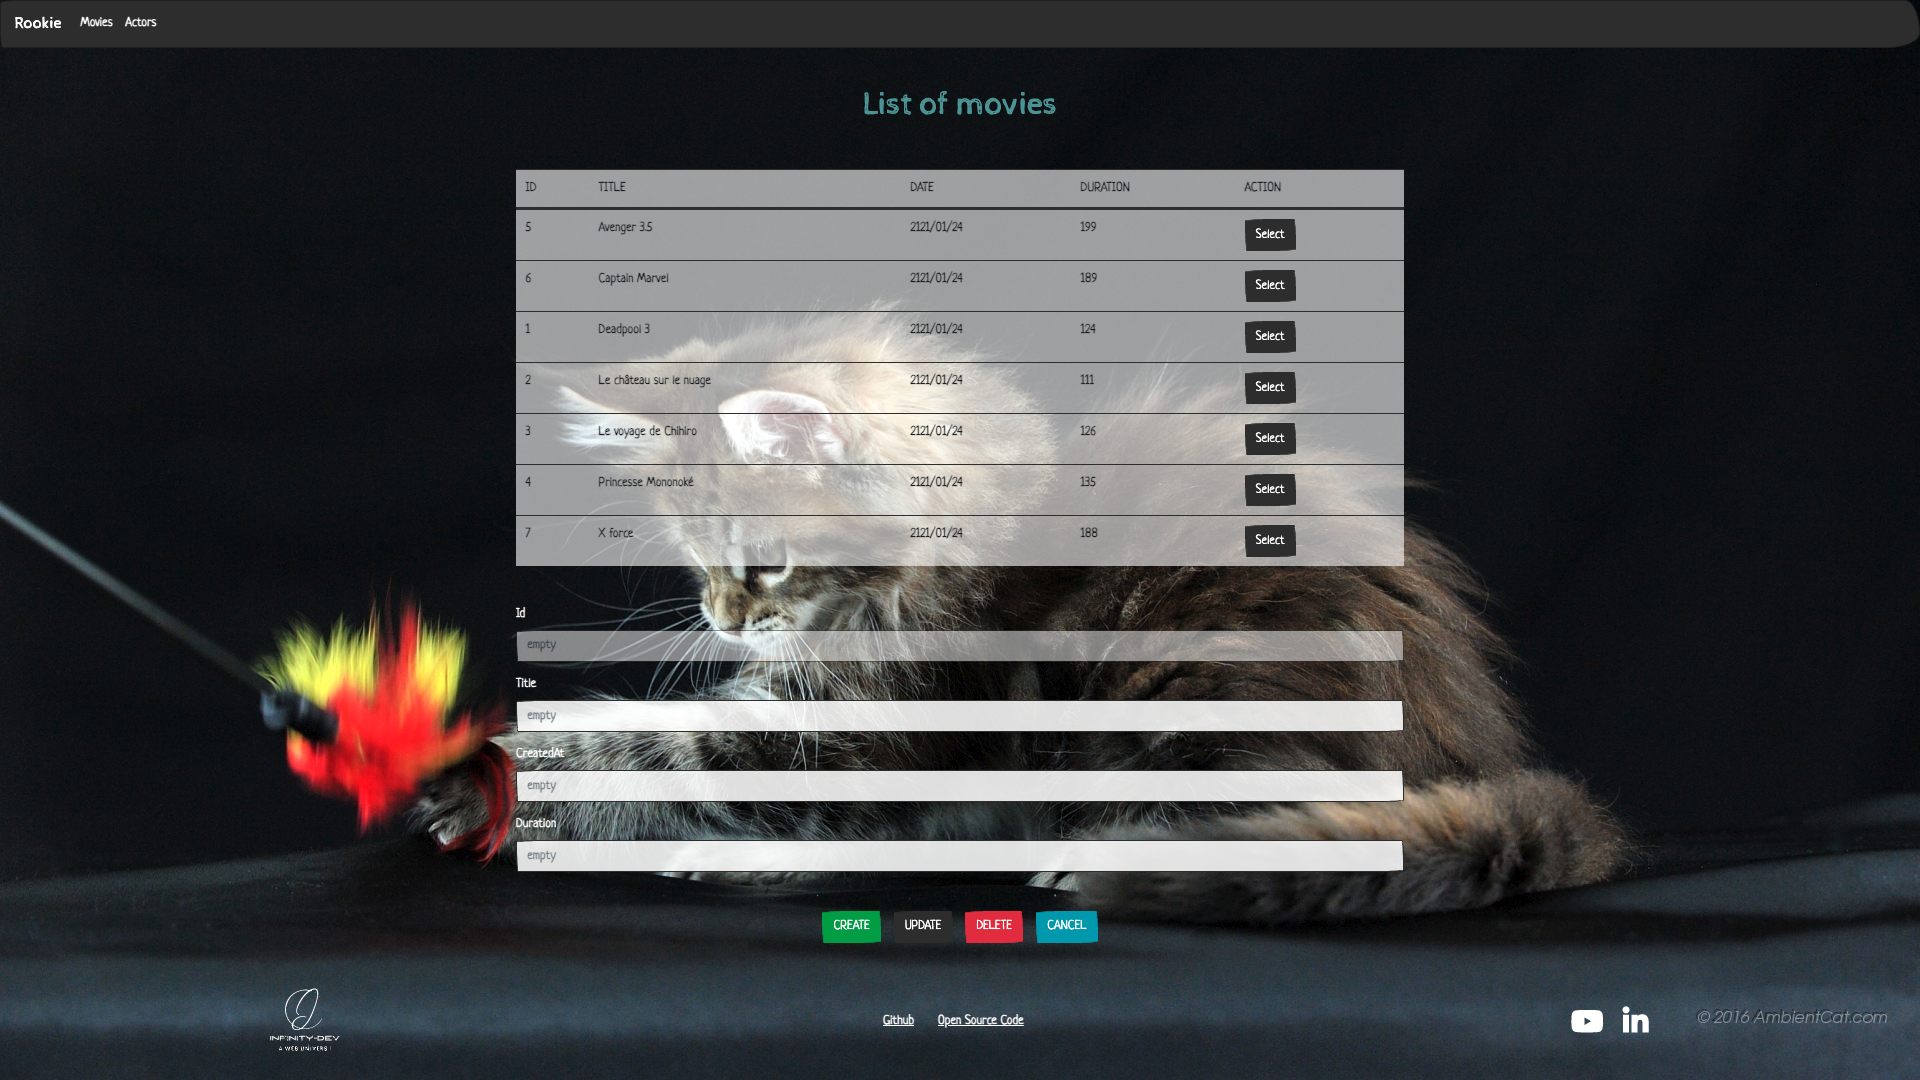 Rookie Movies Actors
List of movies
ID TITLE DATE DURATION ACTION
5 Avenger 3.5 2121/01/24 199 Select
6 Captain Marvel 2121/01/24 189 Select
1 Deadpool 3 2121/01/24 124 Select
2 Le château sur le nuage 2121/01/24 111 Select
3 Le voyage de Chihiro 2121/01/24 126 Select
4 Princesse Mononoké 2121/01/24 135 Select
7 X force 2121/01/24 188 Select
Id
empty
Title
empty
CreatedAt
empty
Duration
empty
CREATE UPDATE DELETE CANCEL
INFINITY-DEV
A WEB UNIVERS !
Github Open Source Code
in
© 2016 AmbientCat.com